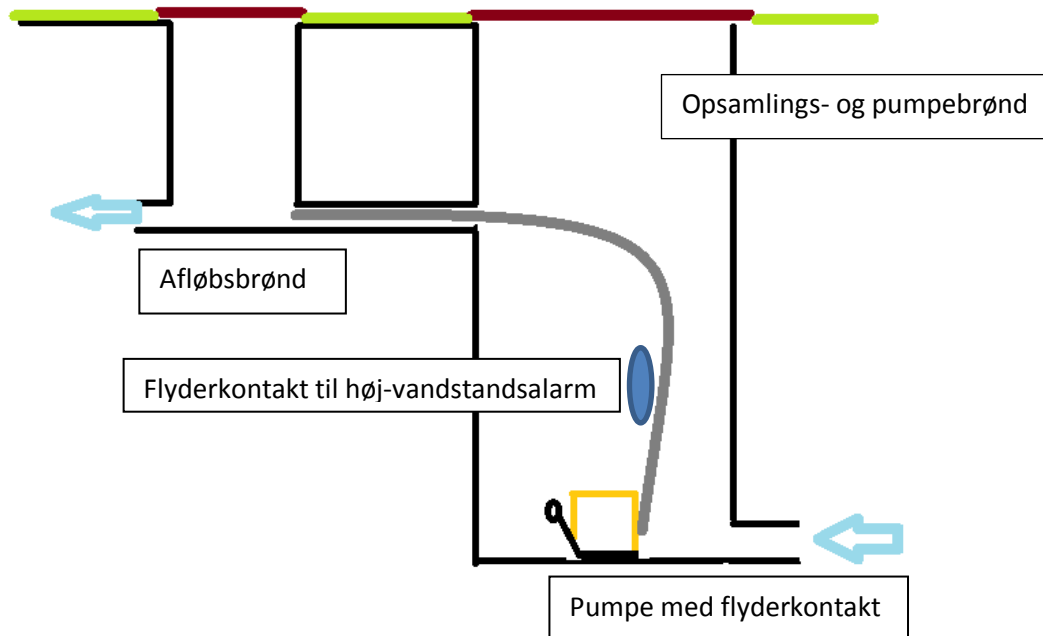 Opsamlings- og pumpebrønd
Afløbsbrønd
Flyderkontakt til høj-vandstandsalarm
Pumpe med flyderkontakt